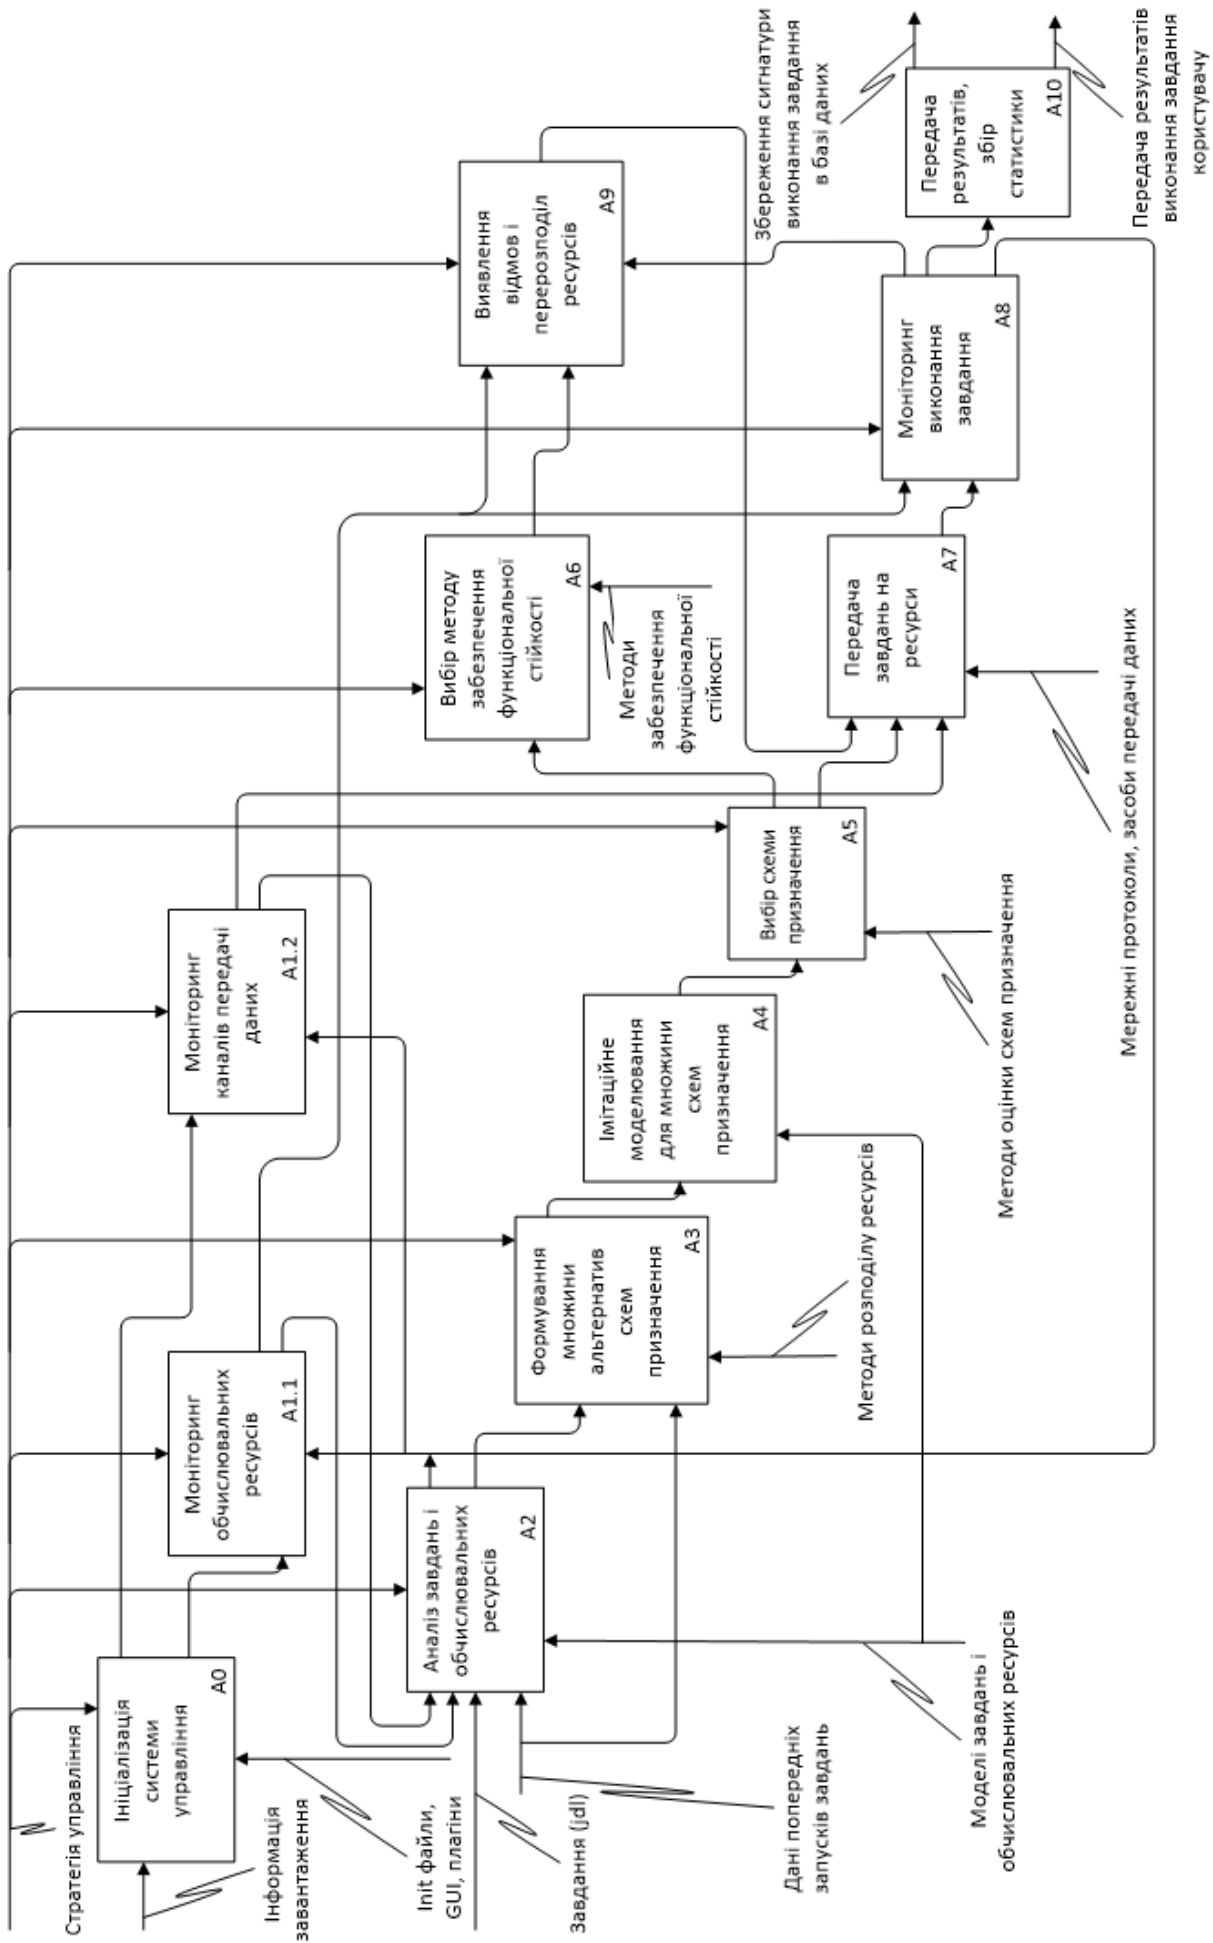 Стратегія управління
Інформація
завантаження
Ініціалізація
системи
управління
A0
Init файли,
GUI, плагіни
Завдання (jdl)
Дані попередніх
запусків завдань
Моніторинг
обчислювальних
ресурсів
A1.1
Моніторинг
каналів передачі
даних
A1.2
Аналіз завдань і
обчислювальних
ресурсів
A2
Моделі завдань і
обчислювальних ресурсів
Формування
множини
альтернатив
схем
призначення
A3
Методи розподілу ресурсів
Імітаційне
моделювання
для множини
схем
призначення
A4
Вибір схеми
призначення
A5
Методи оцінки схем призначення
Вибір методу
забезпечення
функціональної
стійкості
A6
Методи
забезпечення
функціональної
стійкості
Передача
завдань на
ресурси
A7
Мережні протоколи, засоби передачі даних
Моніторинг
виконання
завдання
A8
Виявлення
відмов і
перерозподіл
ресурсів
A9
Збереження сигнатури
виконання завдання
в базі даних
Передача
результатів,
збір
статистики
A10
Передача результатів
виконання завдання
користувачу